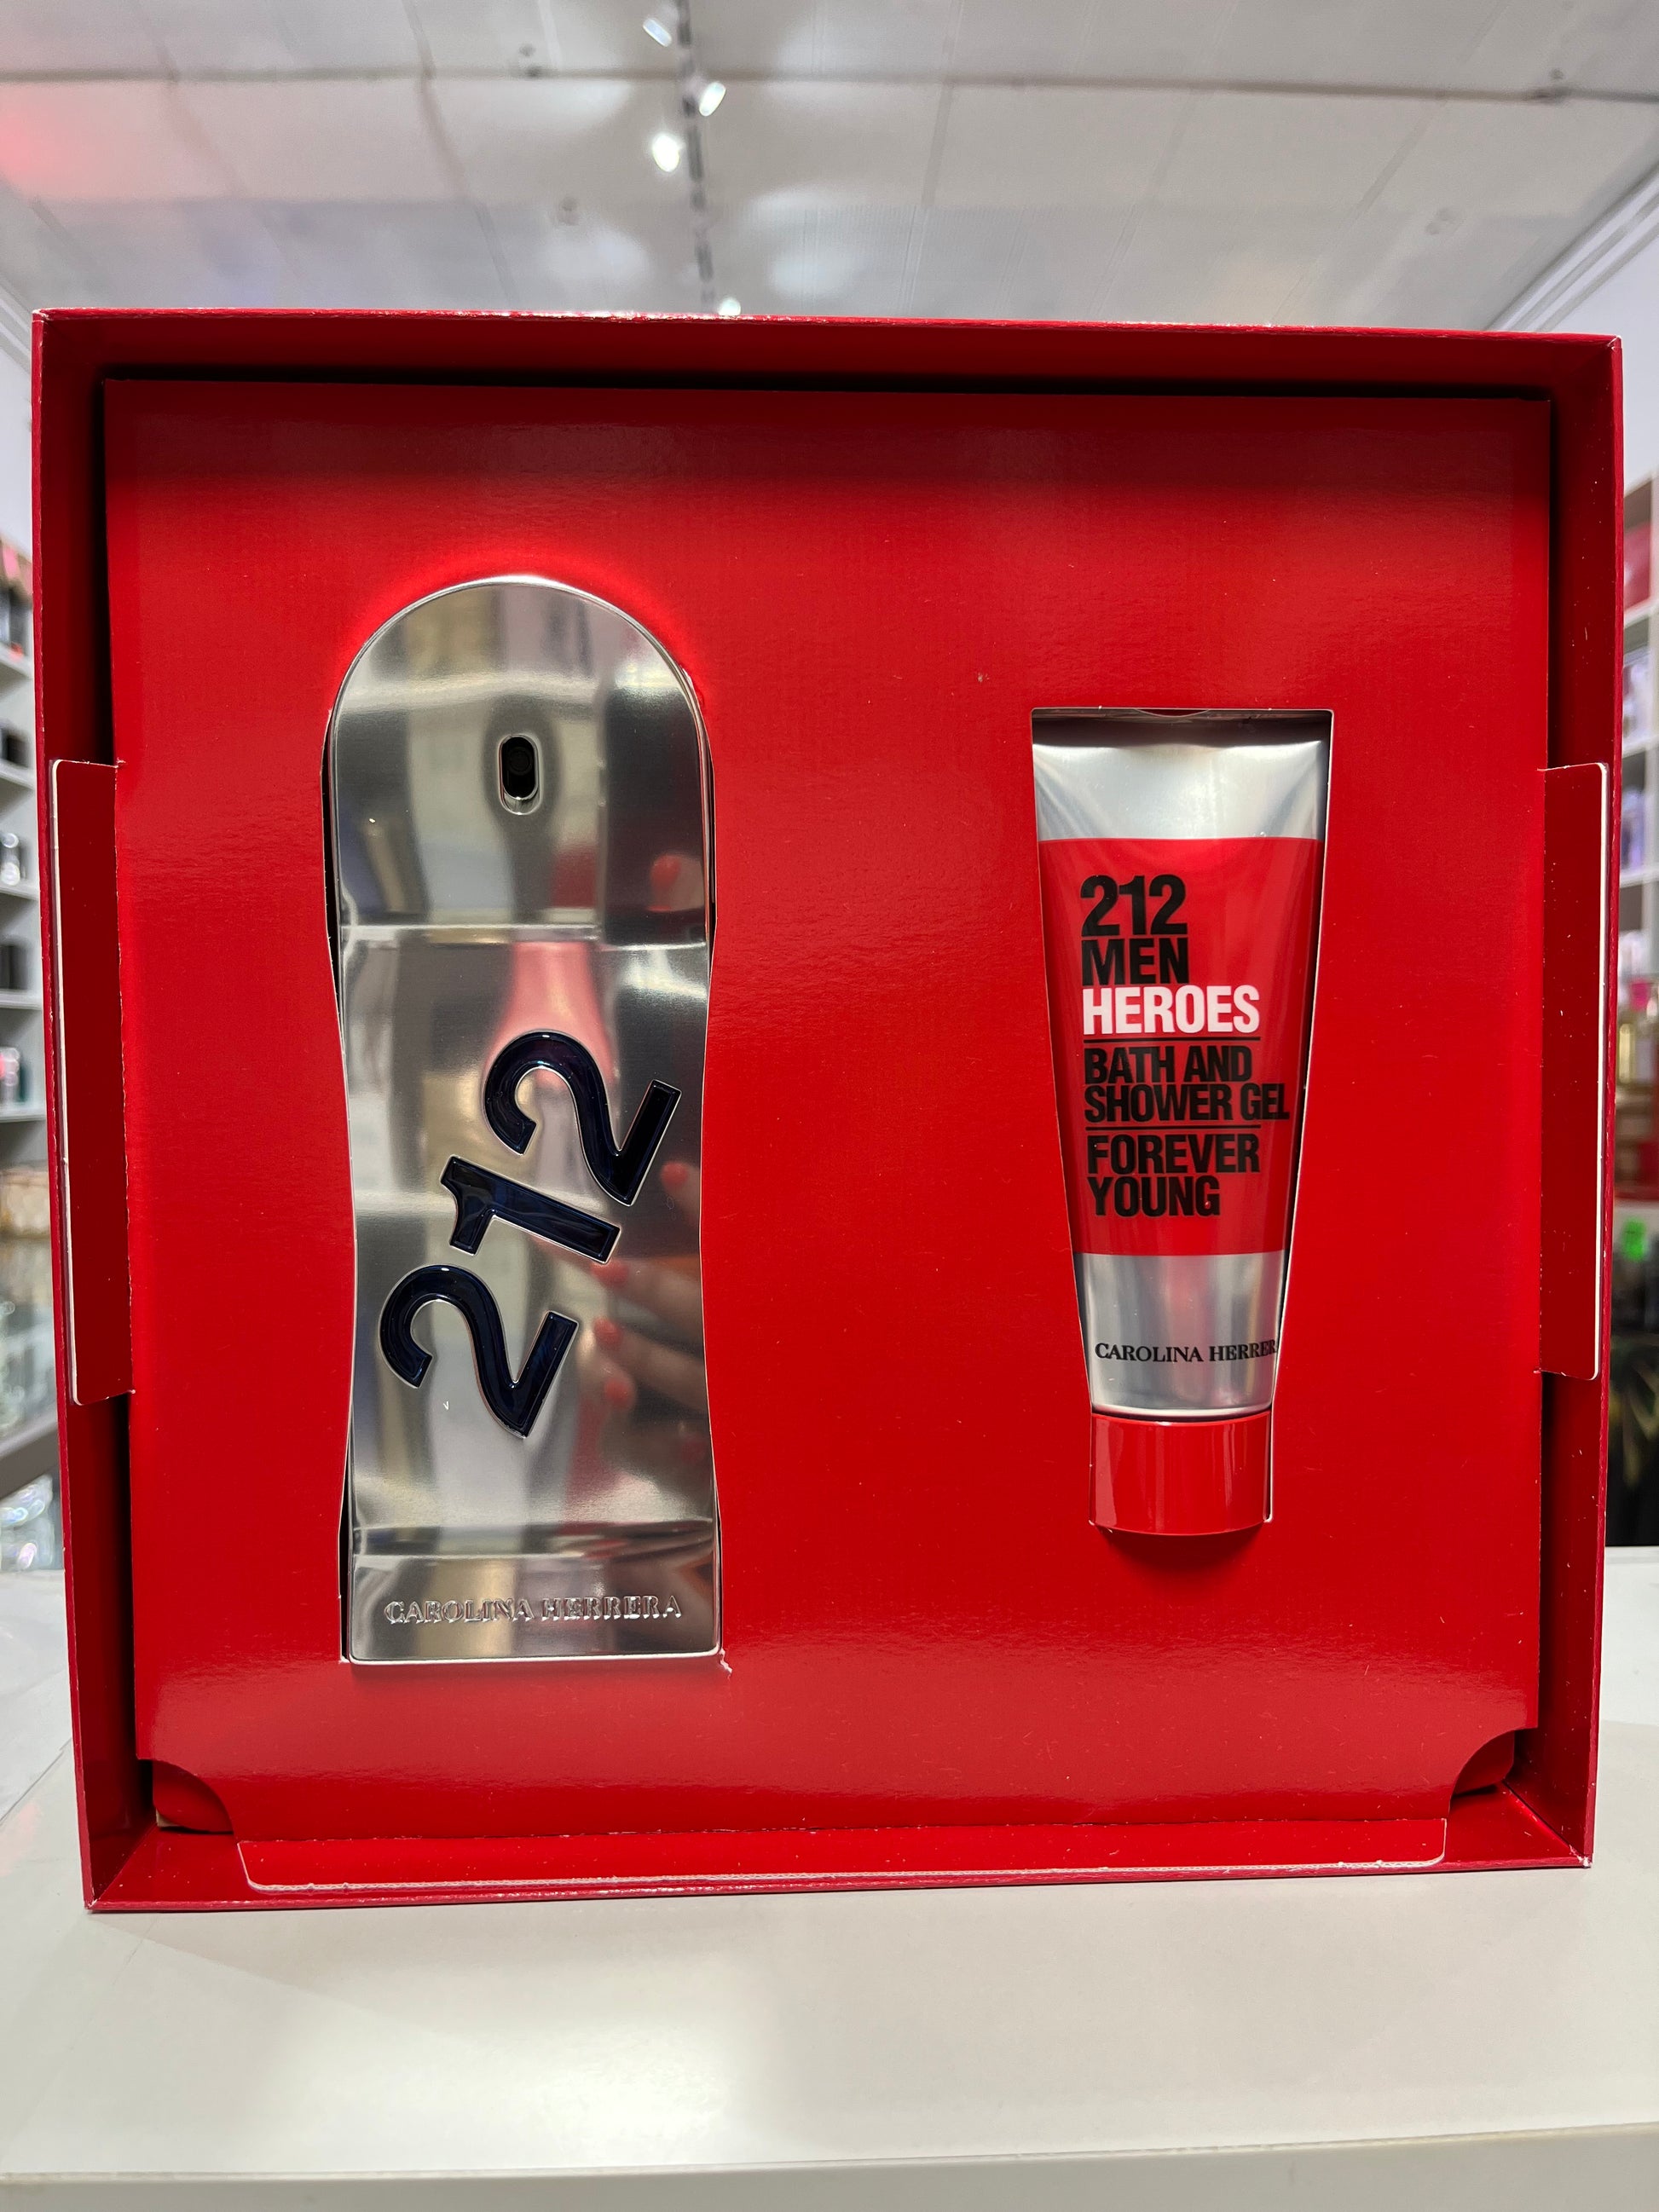 212
CAROLINA HERRERA
212
MEN
HEROES
BATH AND
SHOWER GEL
FOREVER
YOUNG
CAROLINA HERRER